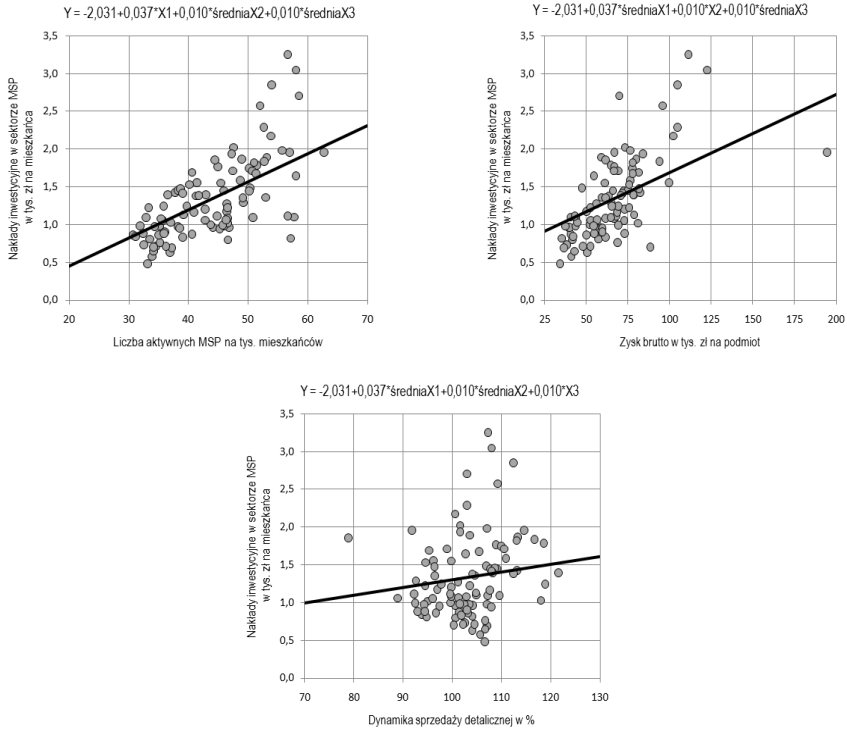 Y = -2,031+0,037*X1+0,010*średniaX2+0,010*średniaX3
Nakłady inwestycyjne w sektorze MSP
w tys. zł na mieszkańca
3,5
3,0
2,5
2,0
1,5
1,0
0,5
0,0
20 30 40 50 60 70
Liczba aktywnych MSP na tys. mieszkańców
Y = -2,031+0,037*średniaX1+0,010*X2+0,010*średniaX3
Nakłady inwestycyjne w sektorze MSP
w tys. zł na mieszkańca
3,5
3,0
2,5
2,0
1,5
1,0
0,5
0,0
25 50 75 100 125 150 175 200
Zysk brutto w tys. zł na podmiot
Y = -2,031+0,037*średniaX1+0,010*średniaX2+0,010*X3
Nakłady inwestycyjne w sektorze MSP
w tys. zł na mieszkańca
3,5
3,0
2,5
2,0
1,5
1,0
0,5
0,0
70 80 90 100 110 120 130
Dynamika sprzedaży detalicznej w %